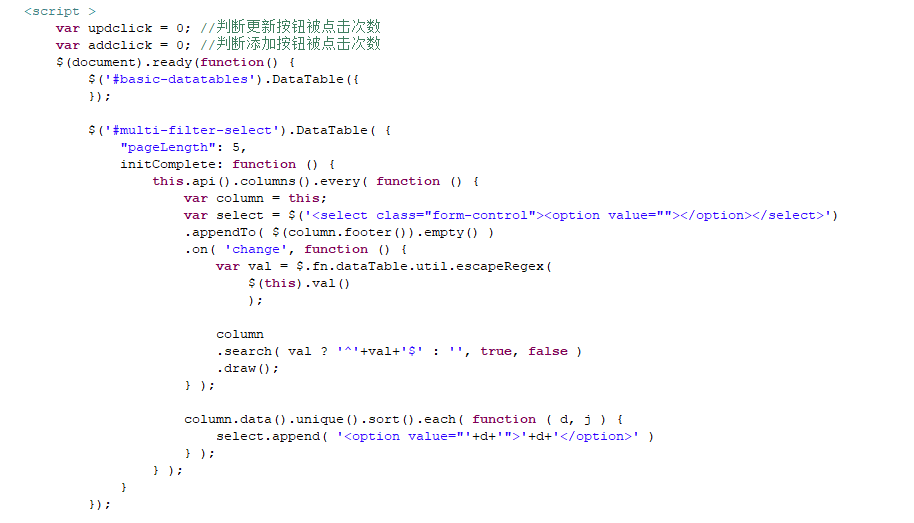 <script >
var updclick = 0; //判断更新按钮被点击次数
var addclick = 0; //判断添加按钮被点击次数
$(document).ready(function() {
$('#basic-datatables').DataTable({
});
$('#multi-filter-select').DataTable( {
"pageLength": 5,
initComplete: function () {
this.api().columns().every( function () {
var column = this;
var select = $('<select class="form-control"><option value=""></option></select>')
.appendTo( $(column.footer()).empty() )
.on( 'change', function () {
var val = $.fn.dataTable.util.escapeRegex(
$(this).val()
);
column
.search( val ? '^'+val+'$' : '', true, false )
.draw();
} );
column.data().unique().sort().each( function ( d, j ) {
select.append( '<option value="'+d+'">'+d+'</option>' )
} );
} );
}
});